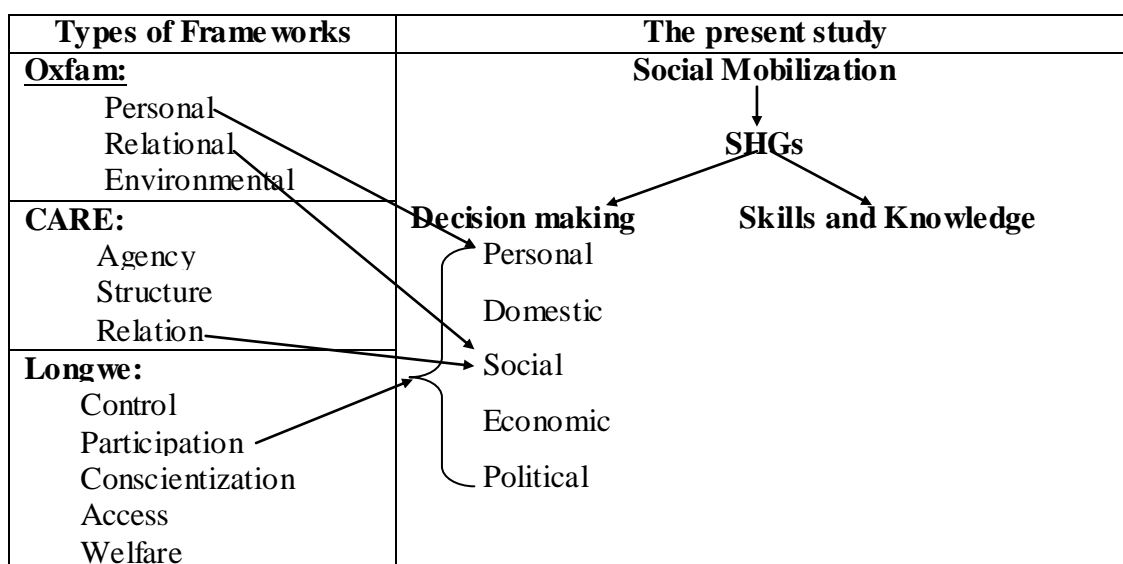 Types of Frameworks
The present study
Oxfam:
Personal
Relational
Environmental
CARE:
Agency
Structure
Relation
Longwe:
Control
Participation
Conscientization
Access
Welfare
Social Mobilization
SHGs
Decision making
Skills and Knowledge
Personal
Domestic
Social
Economic
Political